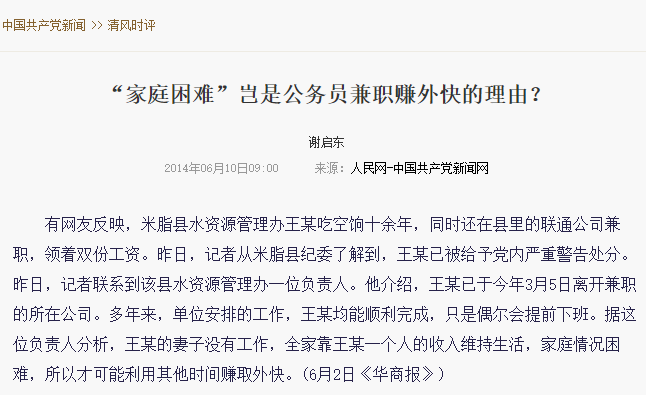 中国共产党新闻 >> 清风时评
“家庭困难”岂是公务员兼职赚外快的理由？
谢启东
2014年06月10日09:00 来源：人民网-中国共产党新闻网
有网友反映，米脂县水资源管理办王某吃空饷十余年，同时还在县里的联通公司兼
职，领着双份工资。昨日，记者从米脂县纪委了解到，王某已被给予党内严重警告处分。
昨日，记者联系到该县水资源管理办一位负责人。他介绍，王某已于今年3月5日离开兼职
的所在公司。多年来，单位安排的工作，王某均能顺利完成，只是偶尔会提前下班。据这
位负责人分析，王某的妻子没有工作，全家靠王某一个人的收入维持生活，家庭情况困
难，所以才可能利用其他时间赚取外快。(6月2日《华商报》)